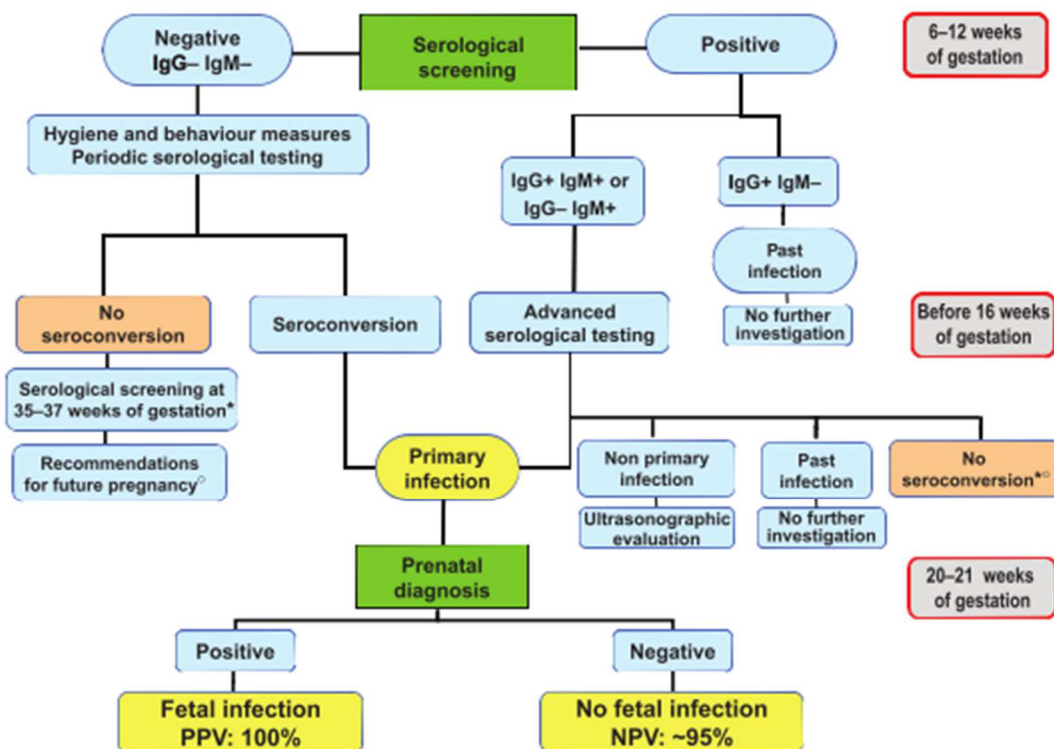 Negative
IgG– IgM–
Serological
screening
Positive
6–12 weeks
of gestation
Hygiene and behaviour measures
Periodic serological testing
IgG+ IgM+ or
IgG– IgM+
IgG+ IgM–
Past
infection
No
seroconversion
Seroconversion
Advanced
serological testing
No further
investigation
Before 16 weeks
of gestation
Serological screening at
35–37 weeks of gestation*
Recommendations
for future pregnancy°
Primary
infection
Non primary
infection
Past
infection
No
seroconversion*°
Ultrasonographic
evaluation
No further
investigation
Prenatal
diagnosis
20–21 weeks
of gestation
Positive
Negative
Fetal infection
PPV: 100%
No fetal infection
NPV: ~95%